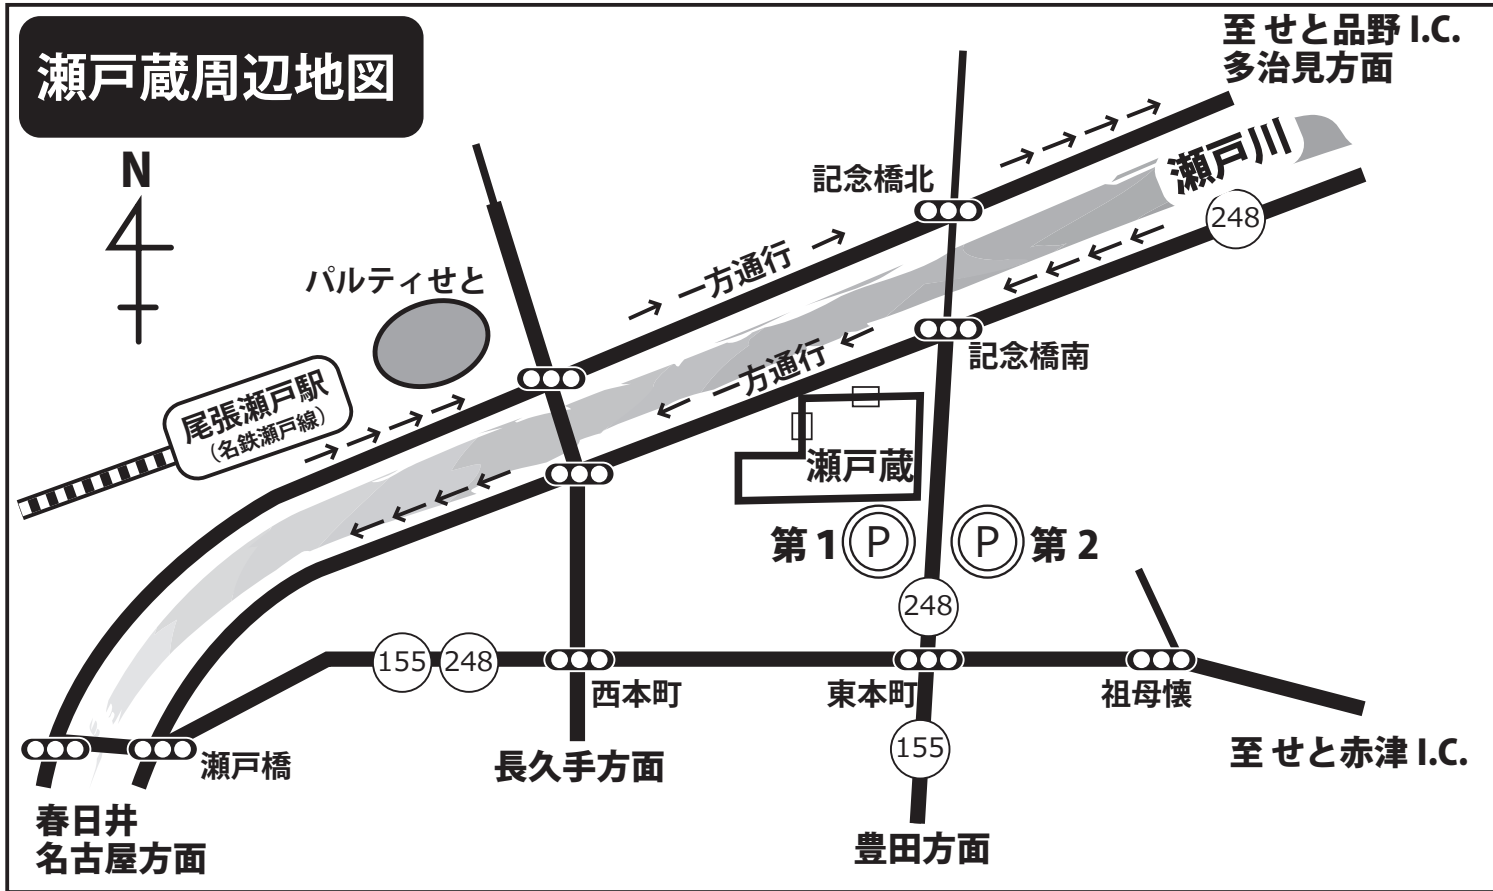 瀬戸蔵周辺地図
至 せと品野 I.C.
多治見方面
N
瀬戸川
記念橋北
248
パルティせと
一方通行
一方通行
記念橋南
尾張瀬戸駅
(名鉄瀬戸線)
瀬戸蔵
第1 P
P 第2
248
155 248
西本町
東本町
祖母懐
155
瀬戸橋
長久手方面
至 せと赤津 I.C.
春日井
名古屋方面
豊田方面